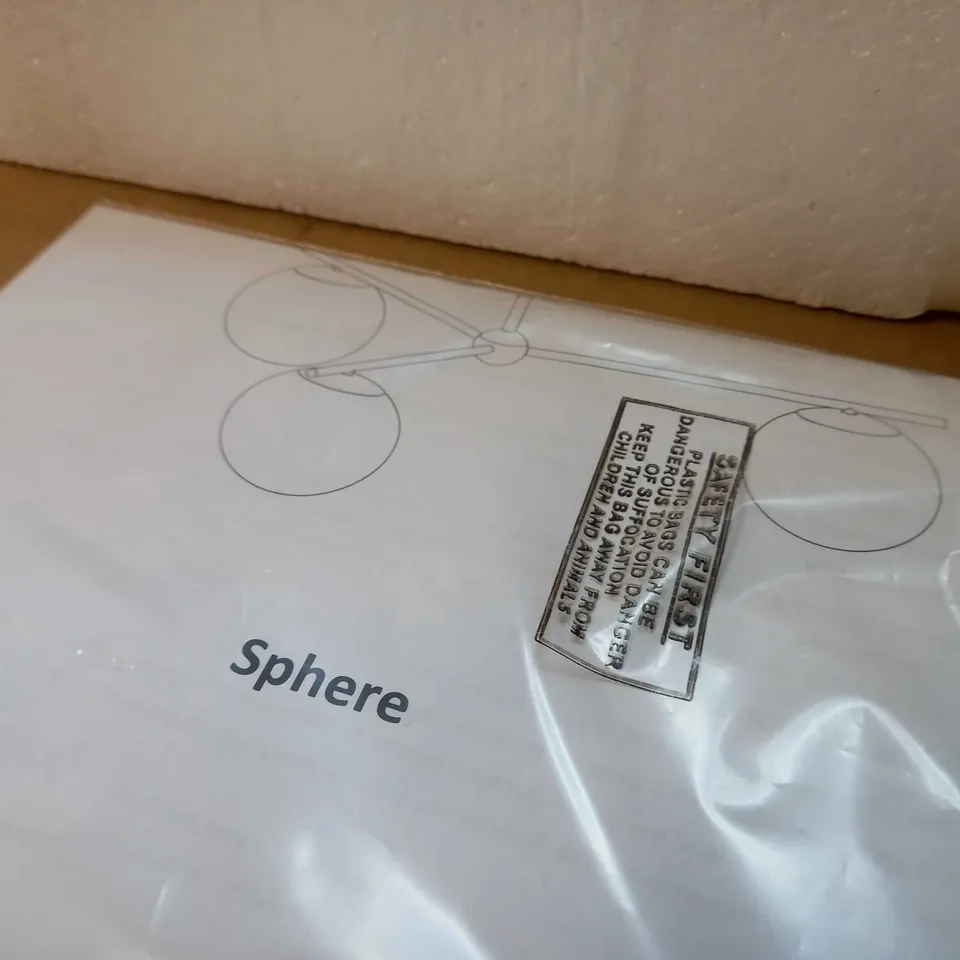 SAFETY FIRST
PLASTIC BAGS CAN BE
DANGEROUS TO AVOID DANGER
OF SUFFOCATION
KEEP THIS BAG AWAY FROM
CHILDREN AND ANIMALS
Sphere